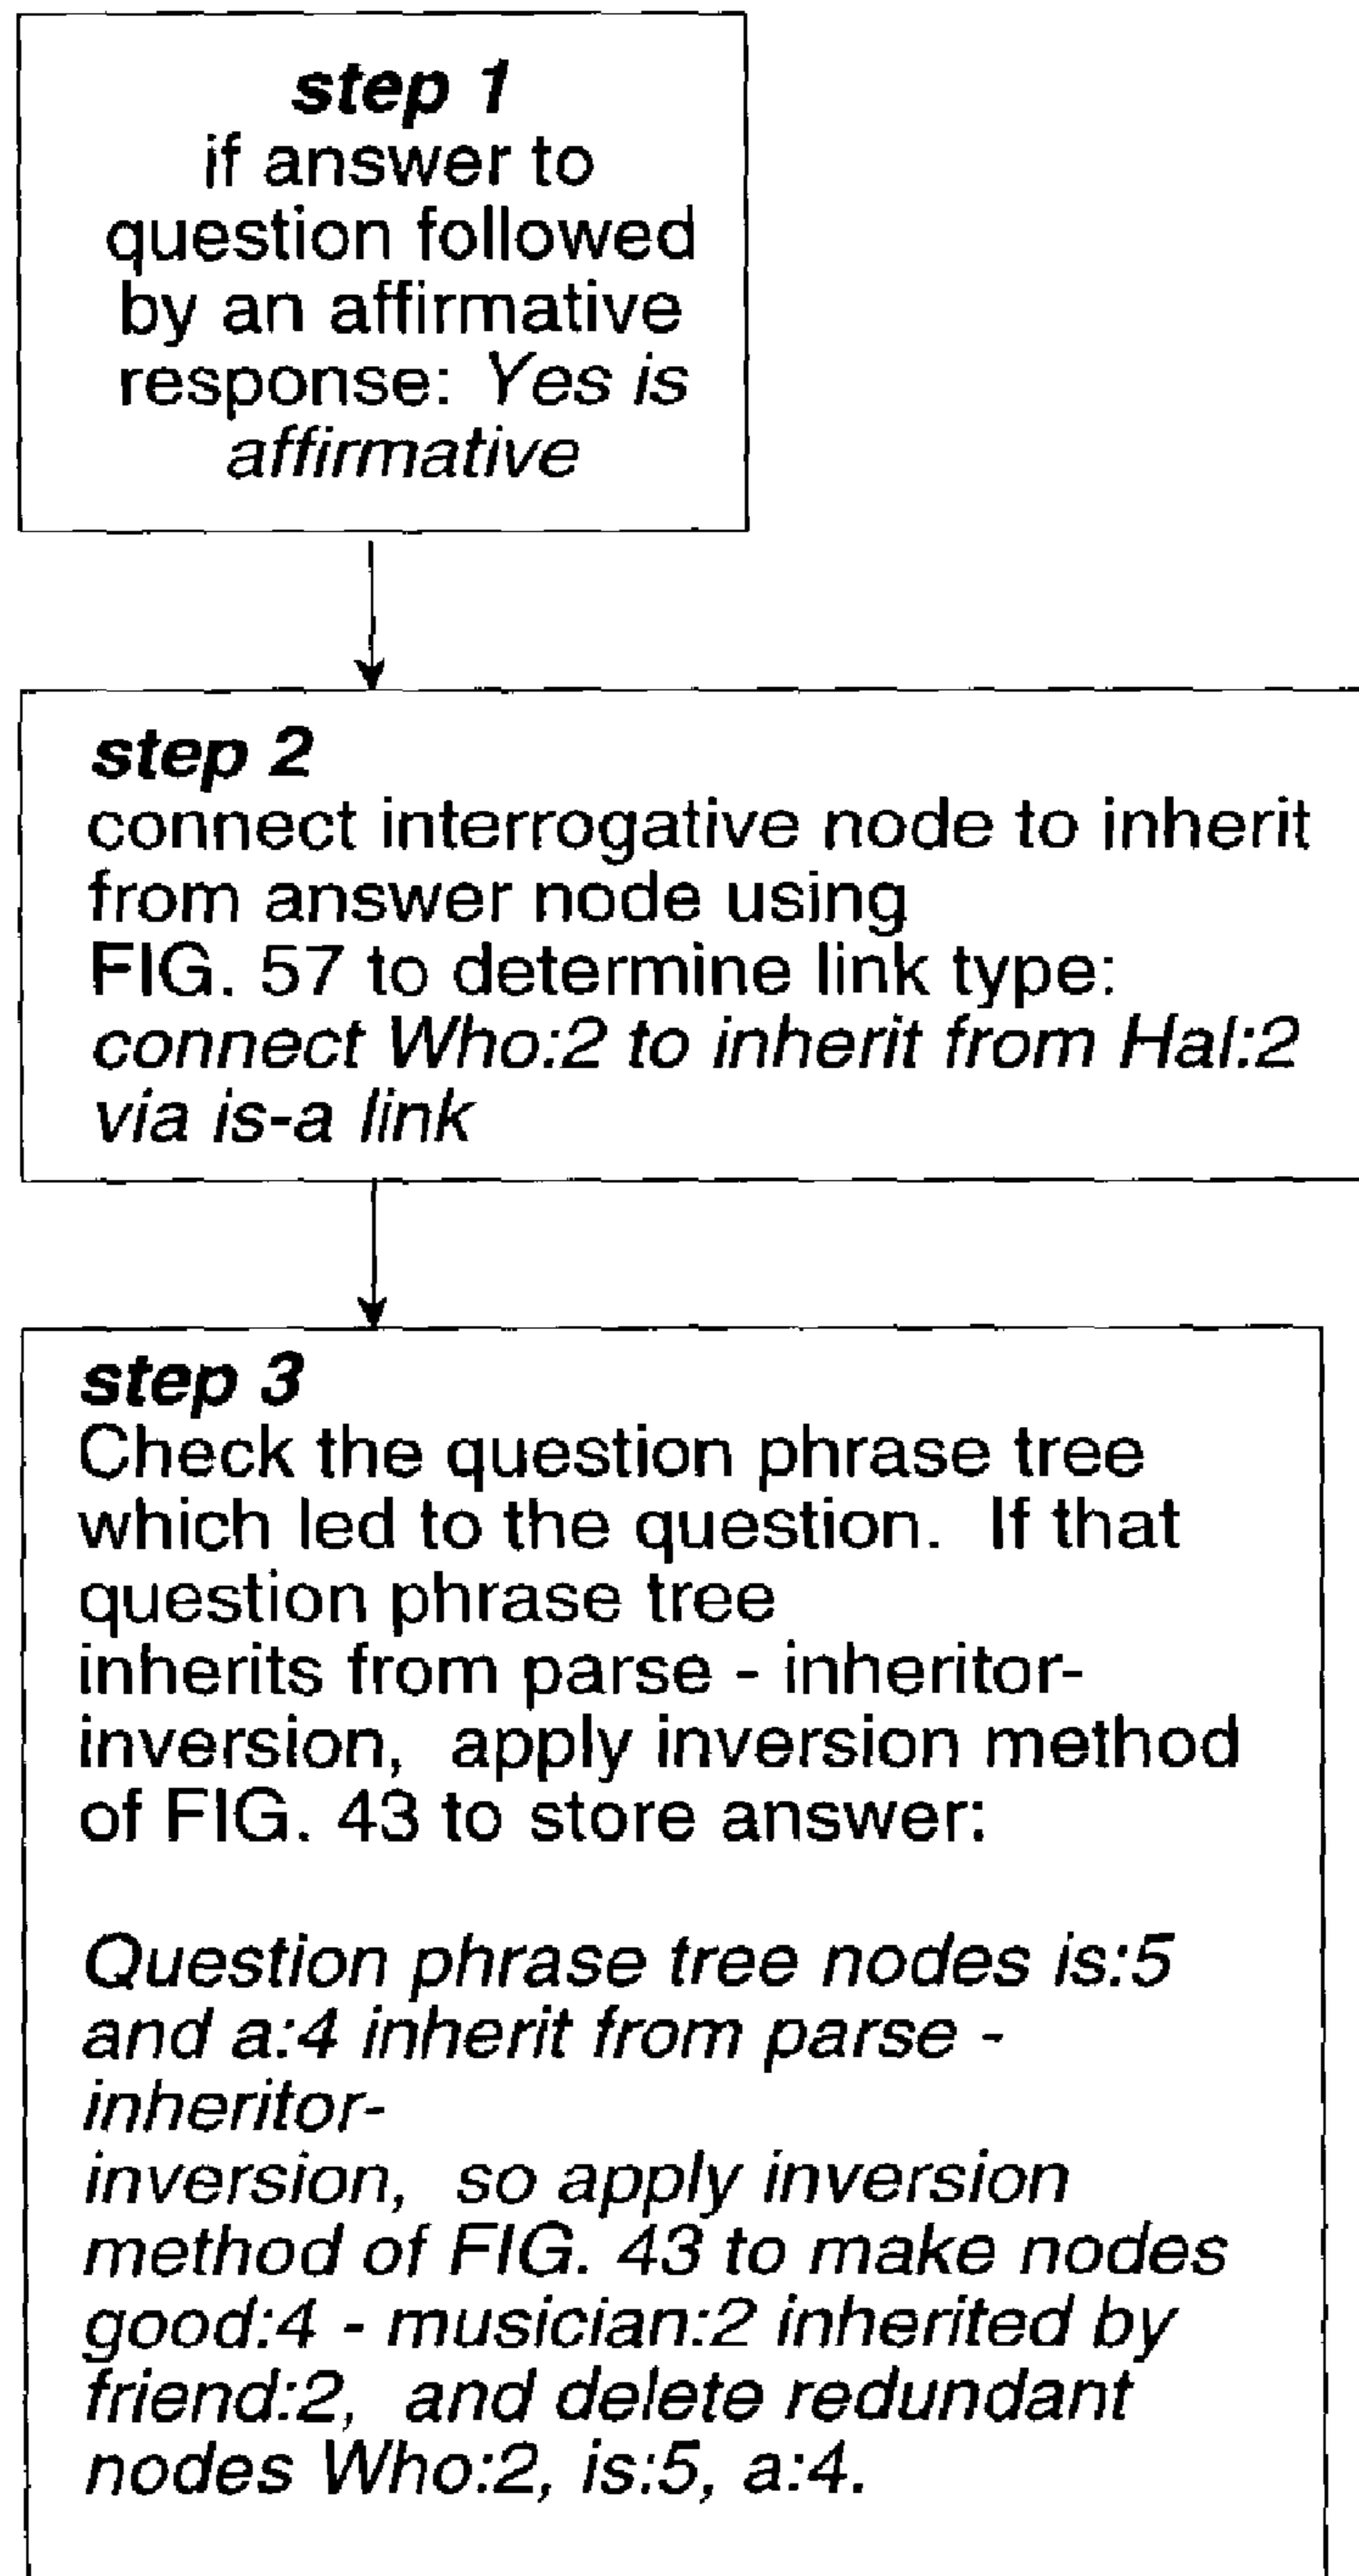 step 1
if answer to
question followed
by an affirmative
response: Yes is
affirmative
step 2
connect interrogative node to inherit
from answer node using
FIG. 57 to determine link type:
connect Who:2 to inherit from Hal:2
via is-a link
step 3
Check the question phrase tree
which led to the question.  If that
question phrase tree
inherits from parse - inheritor-
inversion,  apply inversion method
of FIG. 43 to store answer:
Question phrase tree nodes is:5
and a:4 inherit from parse -
inheritor-
inversion,  so apply inversion
method of FIG. 43 to make nodes
good:4 - musician:2 inherited by
friend:2,  and delete redundant
nodes Who:2, is:5, a:4.